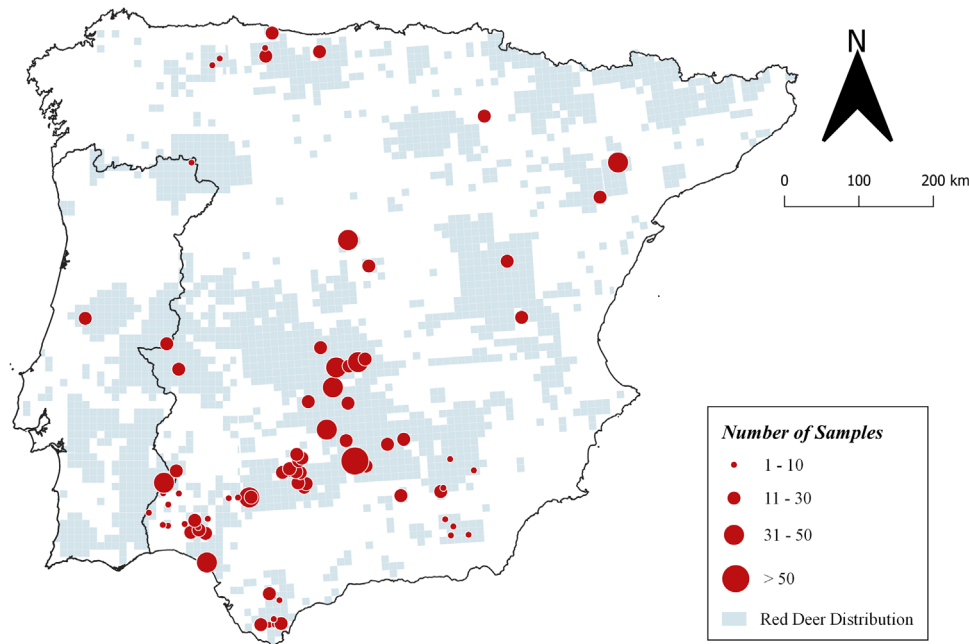 N
0 100 200 km
Number of Samples
1 - 10
11 - 30
31 - 50
> 50
Red Deer Distribution